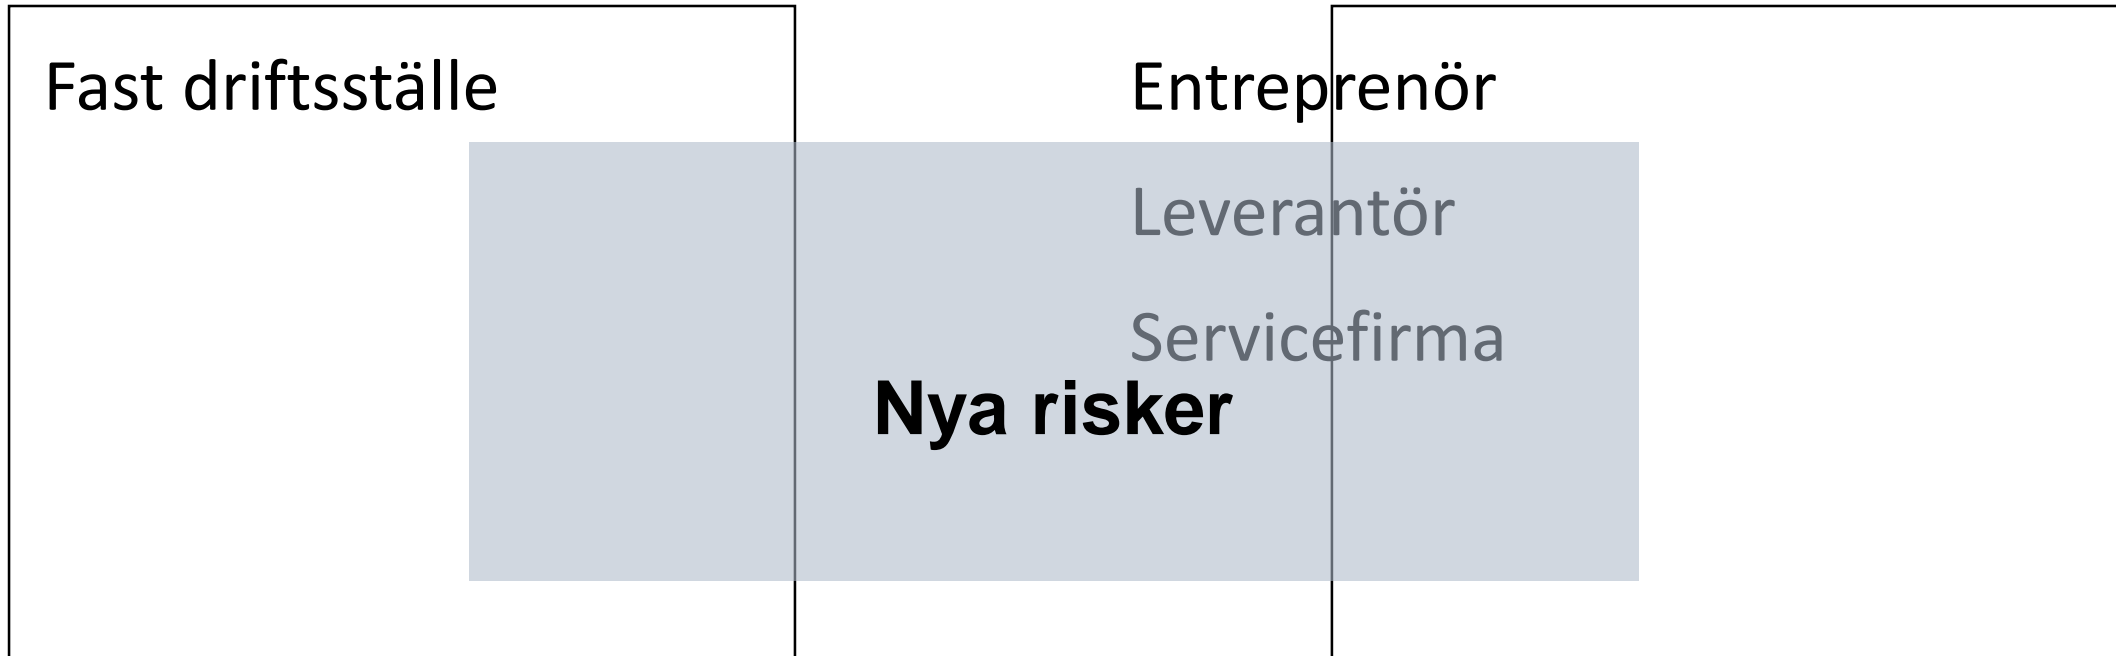 Fast driftsställe
Entreprenör
Leverantör
Servicefirma
Nya risker